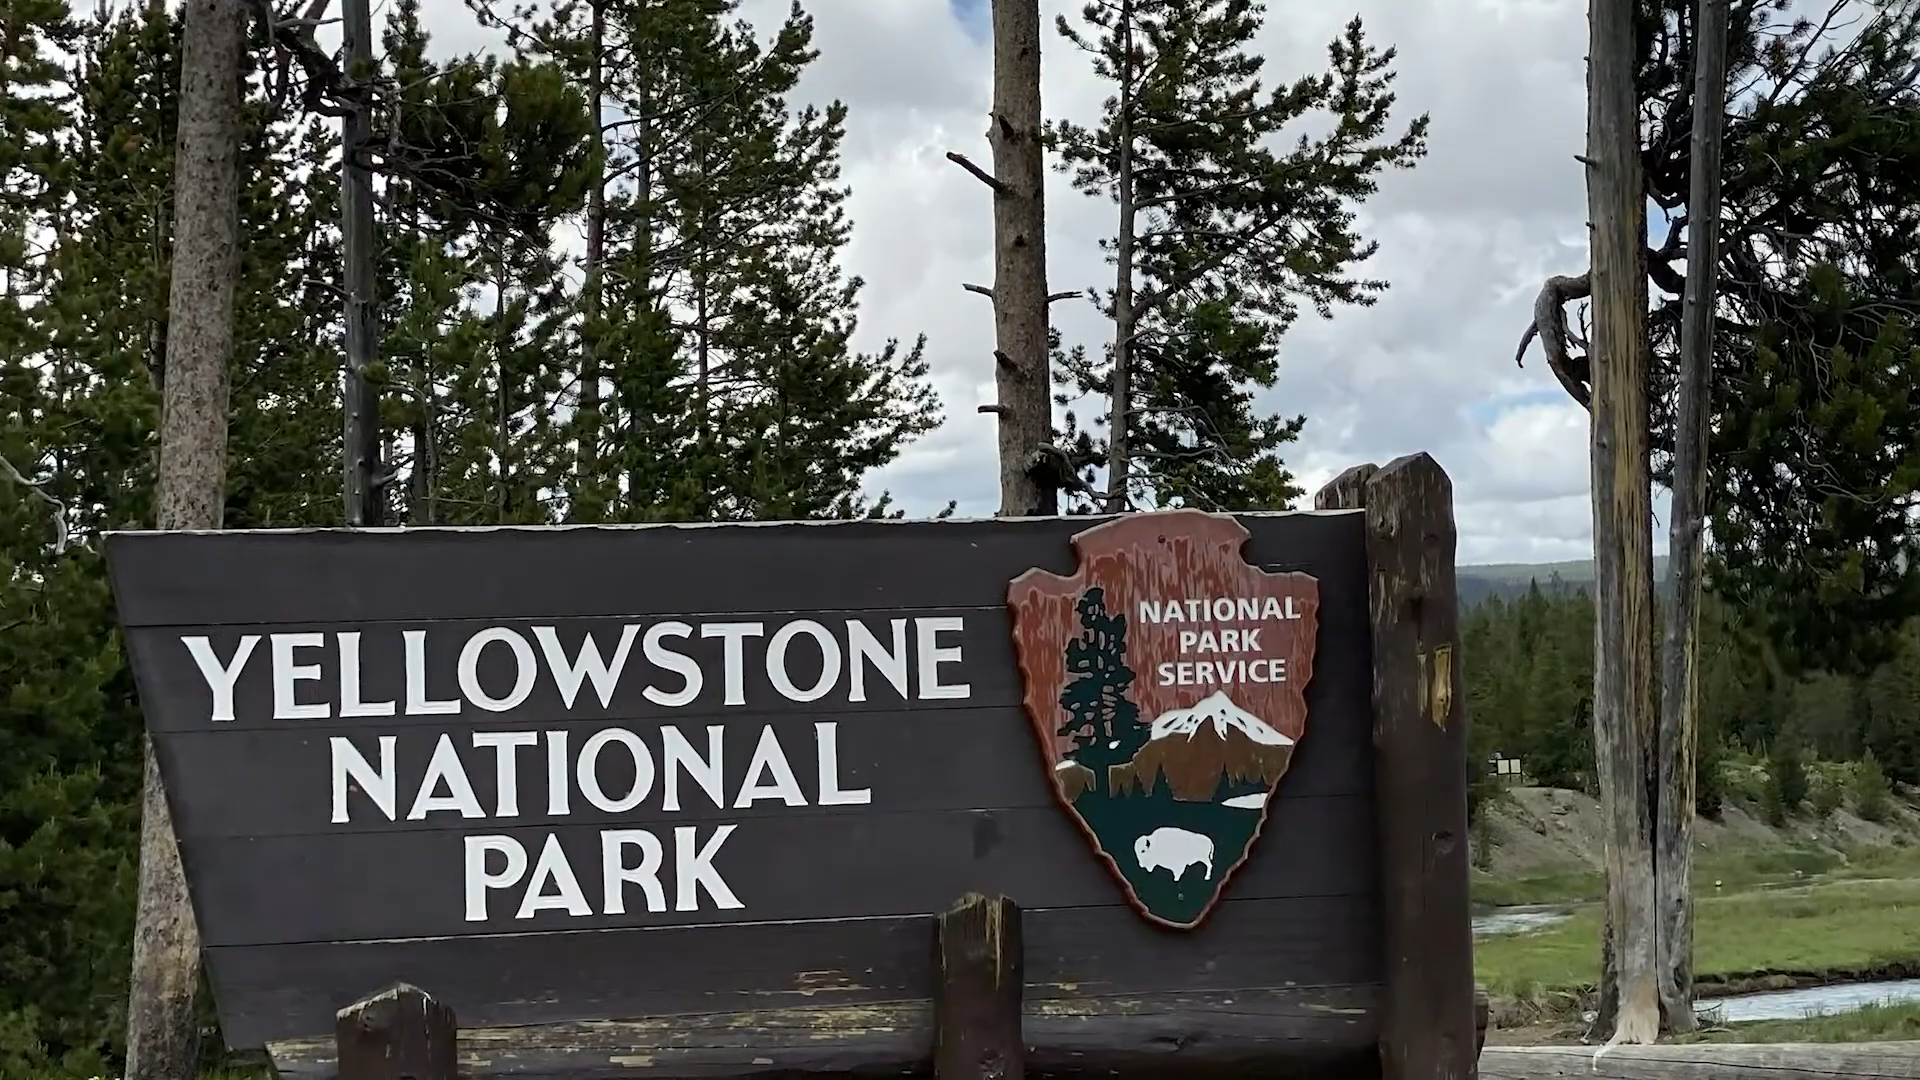 YELLOWSTONE
NATIONAL
PARK
NATIONAL
PARK
SERVICE